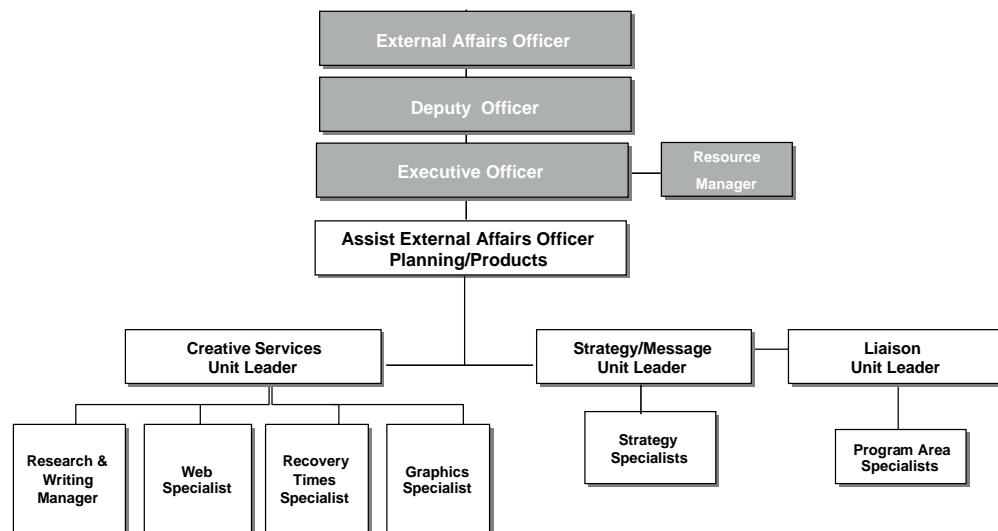 External Affairs Officer
Deputy Officer
Executive Officer
Resource
Manager
Assist External Affairs Officer
Planning/Products
Creative Services
Unit Leader
Strategy/Message
Unit Leader
Liaison
Unit Leader
Research &
Writing
Manager
Web
Specialist
Recovery
Times
Specialist
Graphics
Specialist
Strategy
Specialists
Program Area
Specialists